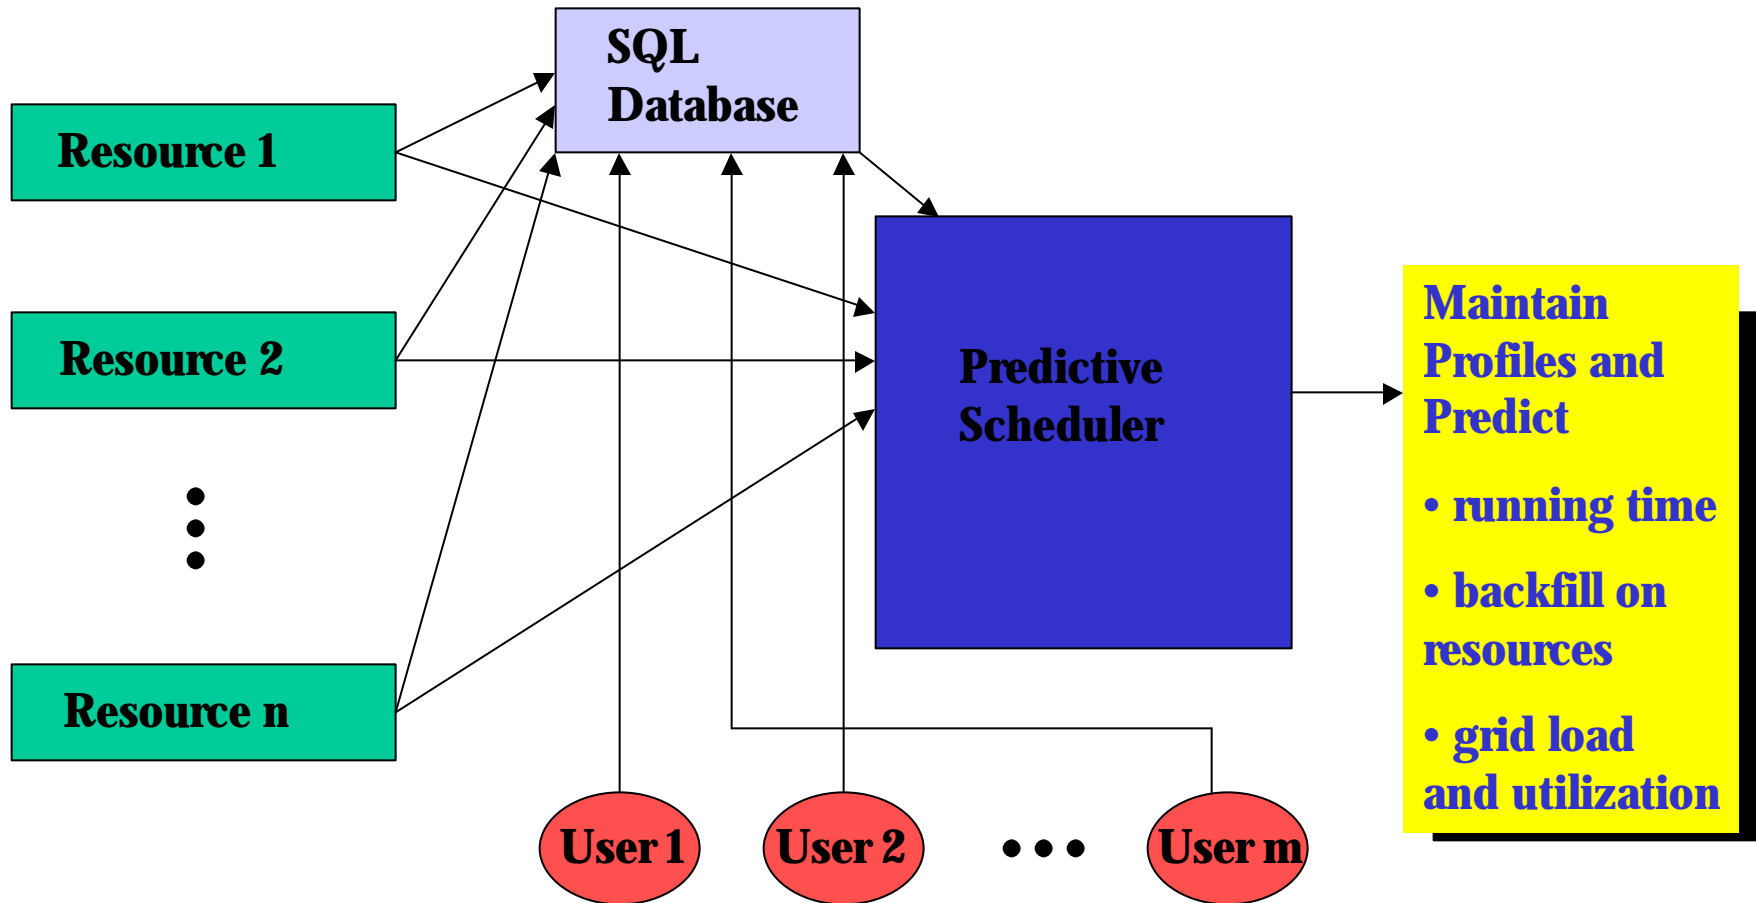 SQL
Database
Resource 1
Resource 2
Resource n
Predictive
Scheduler
Maintain
Profiles and
Predict
• running time
• backfill on
resources
• grid load
and utilization
User 1
User 2
User m